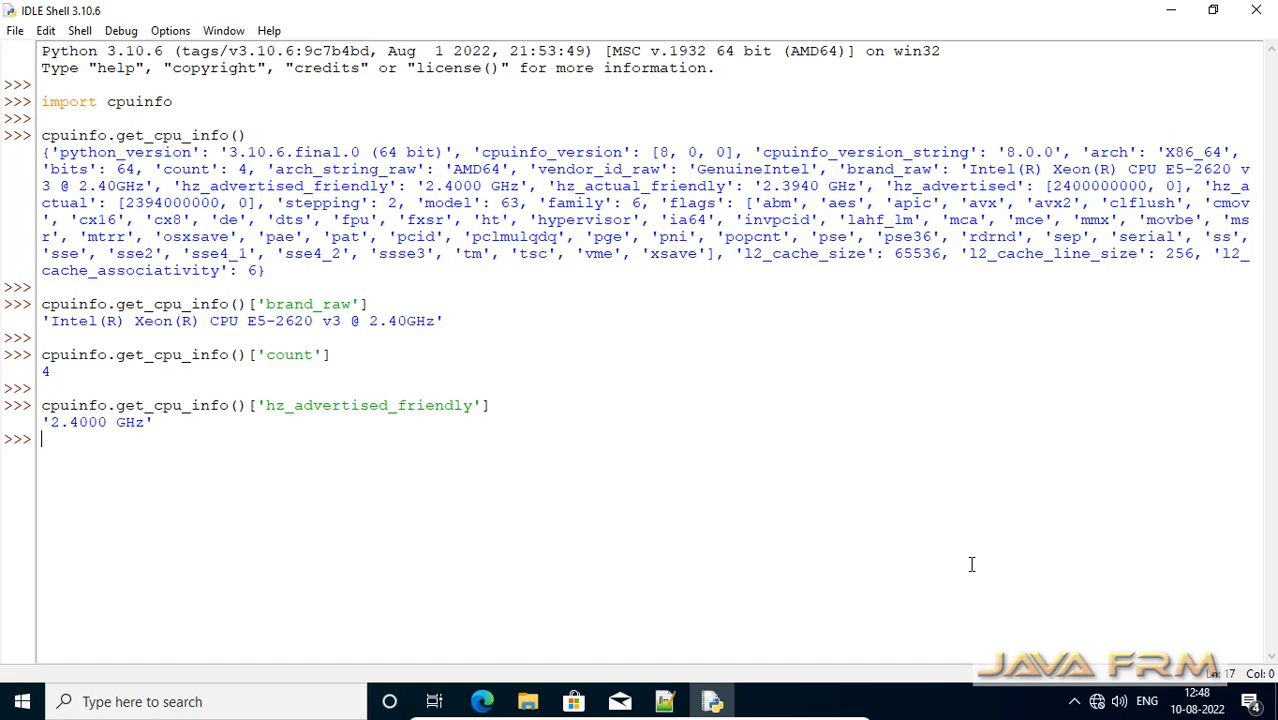 IDLE Shell 3.10.6
File Edit Shell Debug Options Window Help
Python 3.10.6 (tags/v3.10.6:9c7b4bd, Aug  1 2022, 21:53:49) [MSC v.1932 64 bit (AMD64)] on win32
Type "help", "copyright", "credits" or "license()" for more information.
>>>
>>> import cpuinfo
>>>
>>> cpuinfo.get_cpu_info()
{'python_version': '3.10.6.final.0 (64 bit)', 'cpuinfo_version': [8, 0, 0], 'cpuinfo_version_string': '8.0.0', 'arch': 'X86_64',
'bits': 64, 'count': 4, 'arch_string_raw': 'AMD64', 'vendor_id_raw': 'GenuineIntel', 'brand_raw': 'Intel(R) Xeon(R) CPU E5-2620 v
3 @ 2.40GHz', 'hz_advertised_friendly': '2.4000 GHz', 'hz_actual_friendly': '2.3940 GHz', 'hz_advertised': [2400000000, 0], 'hz_a
ctual': [2394000000, 0], 'stepping': 2, 'model': 63, 'family': 6, 'flags': ['abm', 'aes', 'apic', 'avx', 'avx2', 'clflush', 'cmov
', 'cx16', 'cx8', 'de', 'dts', 'fpu', 'fxsr', 'ht', 'hypervisor', 'ia64', 'invpcid', 'lahf_lm', 'mca', 'mce', 'mmx', 'movbe', 'ms
r', 'mtrr', 'osxsave', 'pae', 'pat', 'pcid', 'pclmulqdq', 'pge', 'pni', 'popcnt', 'pse', 'pse36', 'rdrnd', 'sep', 'serial', 'ss',
'sse', 'sse2', 'sse4_1', 'sse4_2', 'ssse3', 'tm', 'tsc', 'vme', 'xsave'], 'l2_cache_size': 65536, 'l2_cache_line_size': 256, 'l2_
cache_associativity': 6}
>>>
>>> cpuinfo.get_cpu_info()['brand_raw']
'Intel(R) Xeon(R) CPU E5-2620 v3 @ 2.40GHz'
>>>
>>> cpuinfo.get_cpu_info()['count']
4
>>>
>>> cpuinfo.get_cpu_info()['hz_advertised_friendly']
'2.4000 GHz'
>>>
JAVA FRM
Ln: 17 Col: 0
Type here to search
ENG
12:48
10-08-2022
4